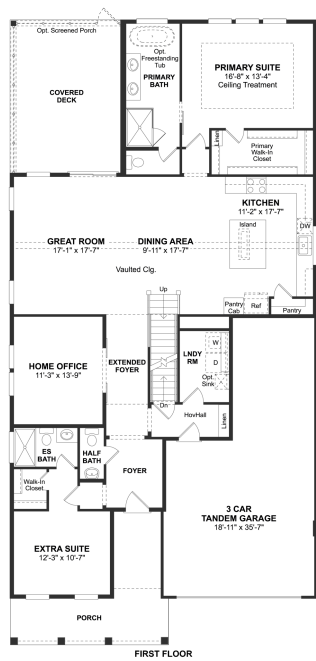 Opt. Screened Porch
Opt.
Freestanding
Tub
PRIMARY
BATH
PRIMARY SUITE
16'-8" x 13'-4"
Ceiling Treatment
COVERED
DECK
Linen
Primary
Walk-In
Closet
KITCHEN
11'-2" x 17'-7"
Island
DW
GREAT ROOM
17'-1" x 17'-7"
DINING AREA
9'-11" x 17'-7"
Vaulted Clg.
Up
Pantry
Cab
Ref
Pantry
HOME OFFICE
11'-3" x 13'-9"
EXTENDED
FOYER
LNDY
RM
W
D
Opt.
Sink
Dn
HovHall
Linen
ES
BATH
HALF
BATH
Walk-In
Closet
FOYER
3 CAR
TANDEM GARAGE
18'-11" x 35'-7"
EXTRA SUITE
12'-3" x 10'-7"
PORCH
FIRST FLOOR